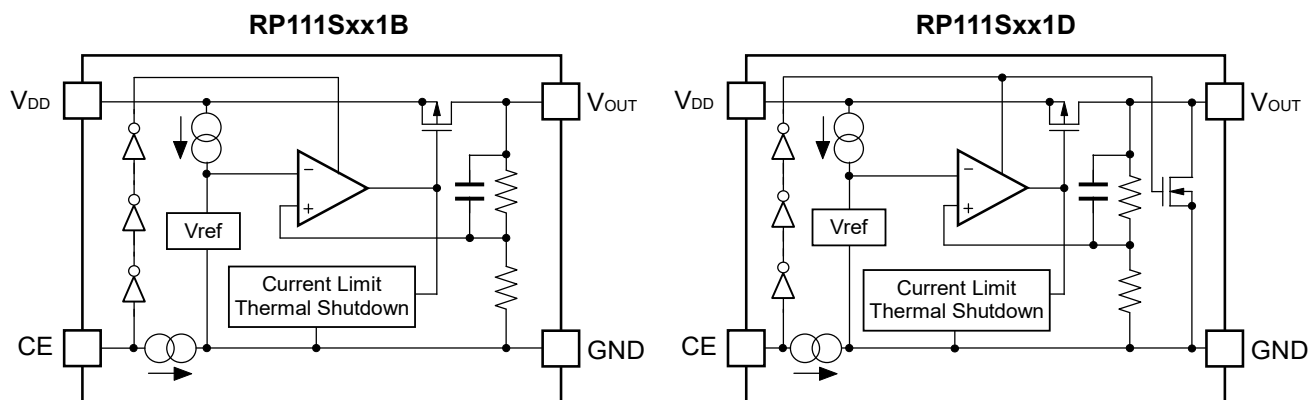 RP111Sxx1B
VDD
VOUT
−
+
Vref
Current Limit
Thermal Shutdown
CE
GND
RP111Sxx1D
VDD
VOUT
−
+
Vref
Current Limit
Thermal Shutdown
CE
GND